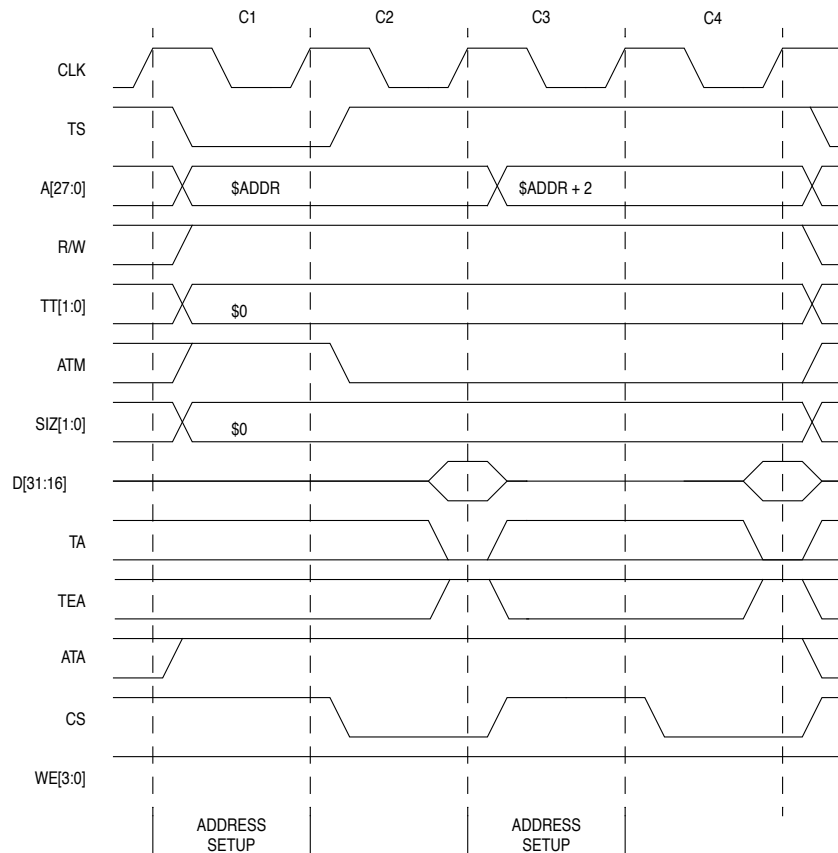 C1 C2 C3 C4
CLK
TS
A[27:0] $ADDR $ADDR + 2
R/W
TT[1:0] $0
ATM
SIZ[1:0] $0
D[31:16]
TA
TEA
ATA
CS
WE[3:0]
ADDRESS ADDRESS
SETUP SETUP